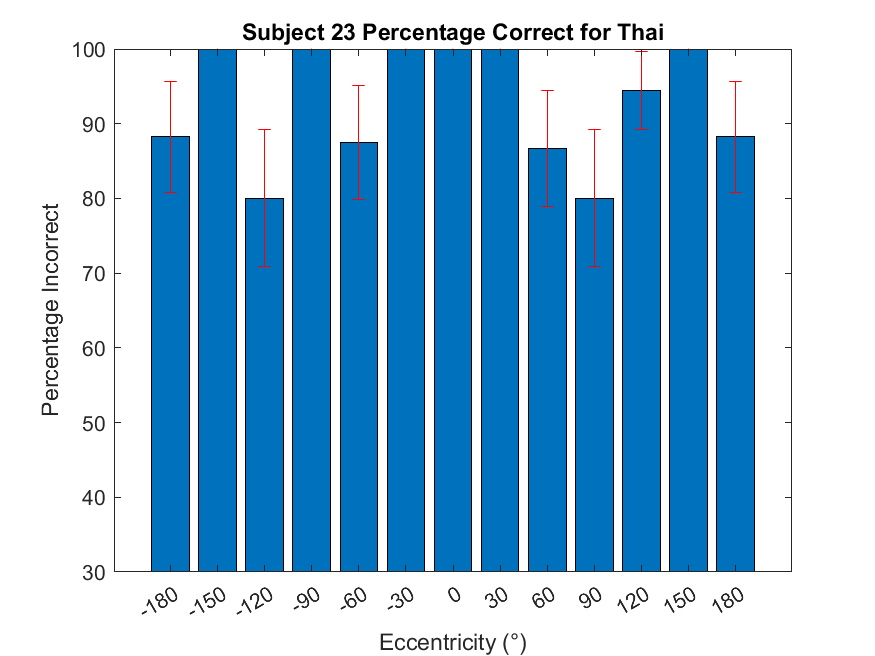 Subject 23 Percentage Correct for Thai
100
90
80
70
60
50
40
30
Percentage Incorrect
-180 -150 -120 -90 -60 -30 0 30 60 90 120 150 180
Eccentricity (°)